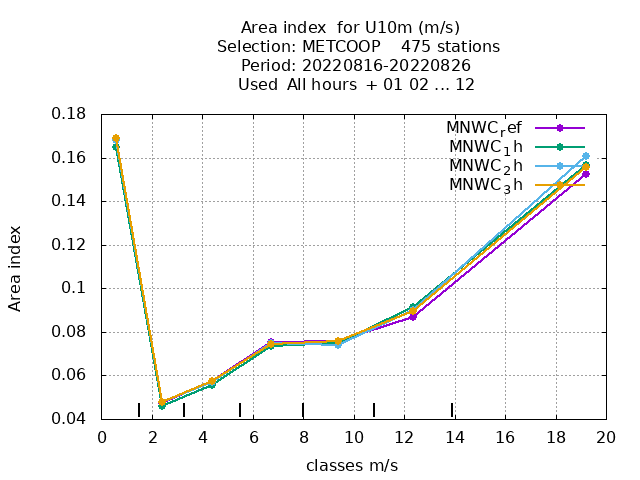 Area index  for U10m (m/s)
Selection: METCOOP    475 stations
Period: 20220816-20220826
Used  All hours  + 01 02 ... 12
0.18
0.16
0.14
0.12
0.1
0.08
0.06
0.04
Area index
MNWC_ref
MNWC_1h
MNWC_2h
MNWC_3h
0 2 4 6 8 10 12 14 16 18 20
classes m/s